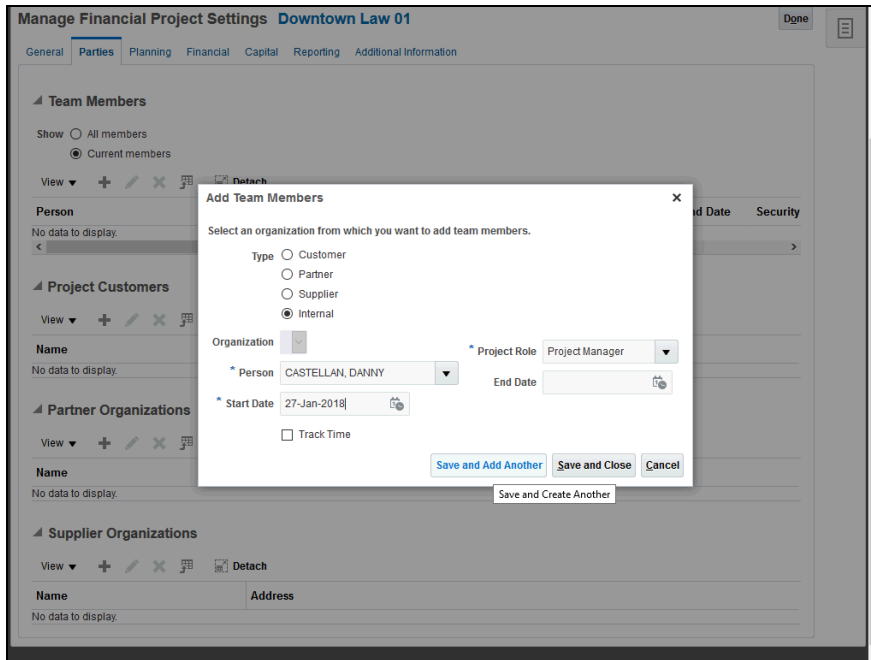 Manage Financial Project Settings Downtown Law 01
Done
General Parties Planning Financial Capital Reporting Additional Information
Team Members
Show All members
Current members
View Detach
Person nd Date Security
No data to display.
Add Team Members
Select an organization from which you want to add team members.
Type Customer
Partner
Supplier
Internal
Organization
* Project Role Project Manager
* Person CASTELLAN, DANNY
End Date
* Start Date 27-Jan-2018
Track Time
Save and Add Another Save and Close Cancel
Save and Create Another
Project Customers
View
Name
No data to display.
Partner Organizations
View
Name
No data to display.
Supplier Organizations
View Detach
Name Address
No data to display.